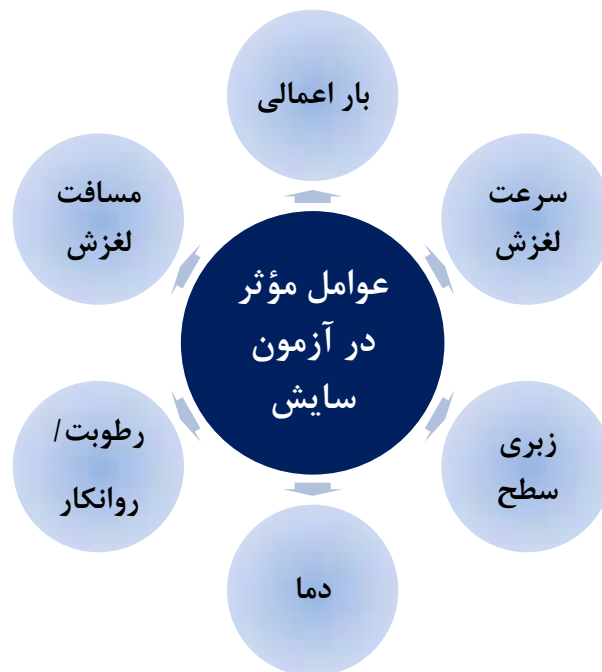 بار اعمالی
سرعت
لغزش
مسافت
لغزش
عوامل مؤثر
در آزمون
سایش
زبری
سطح
رطوبت/
روانکار
دما